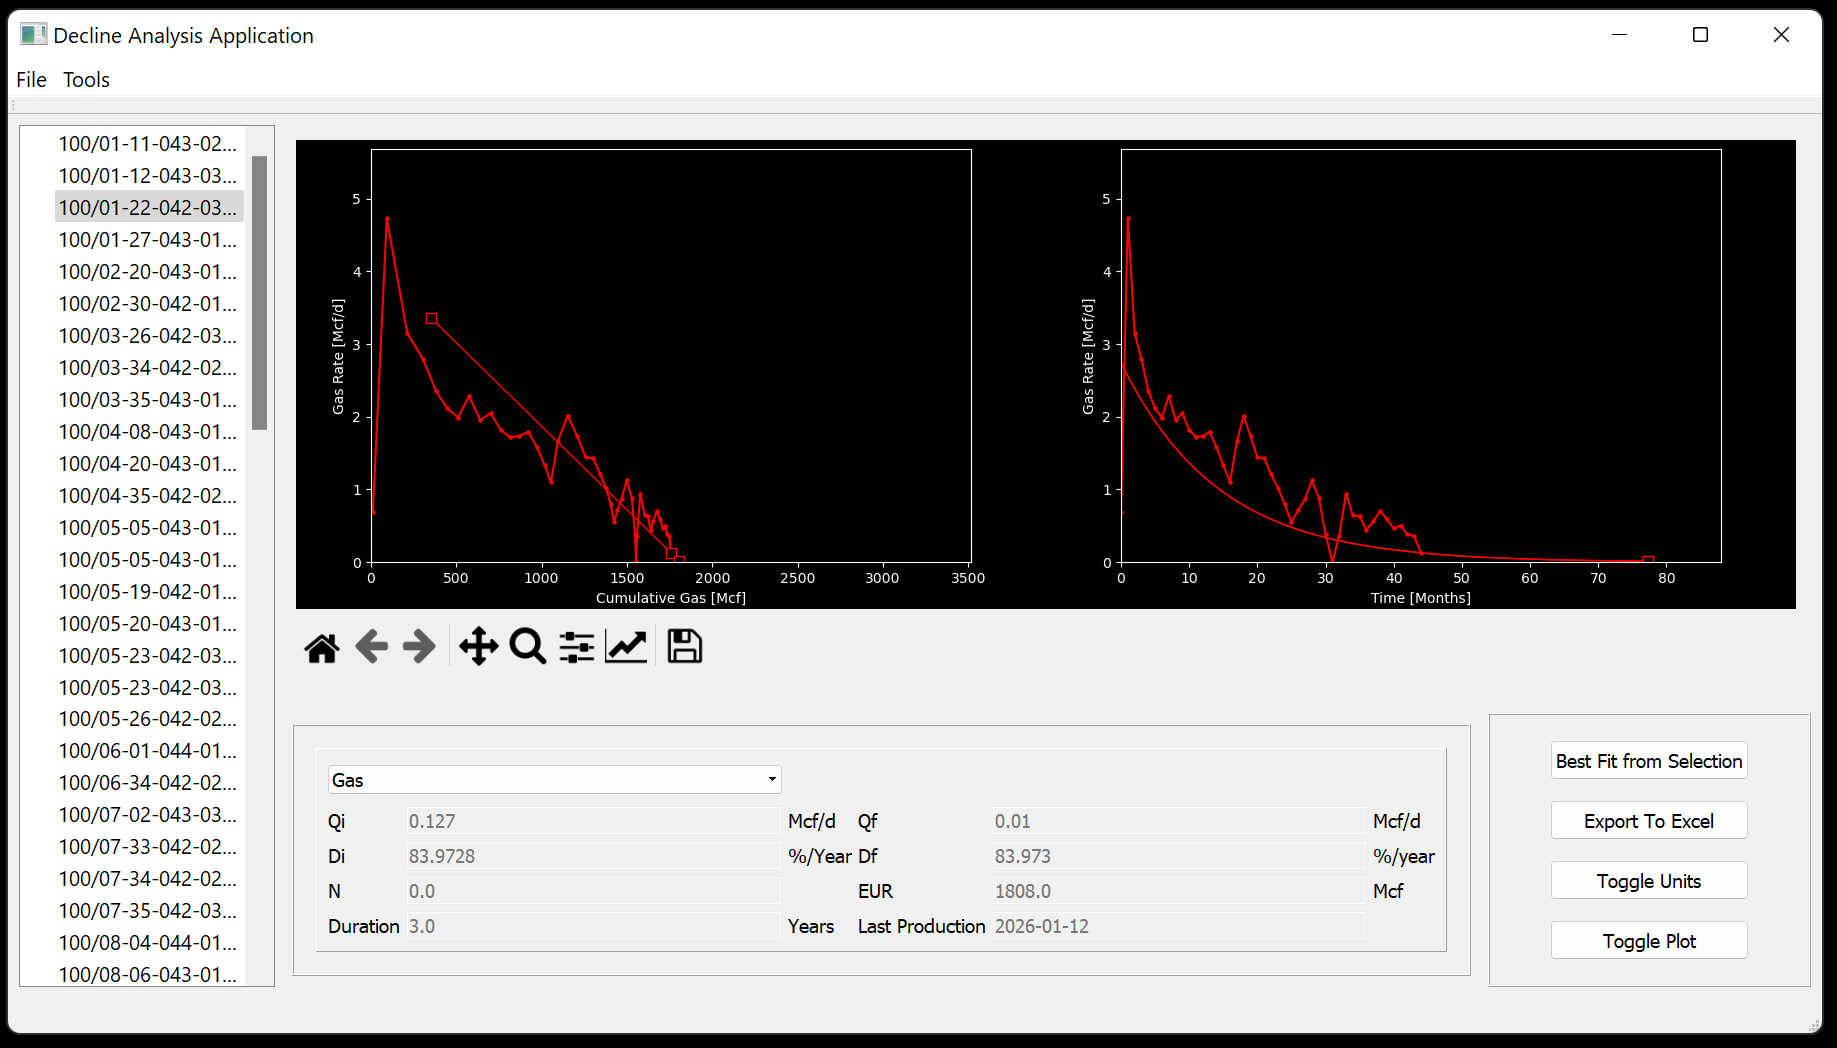 Decline Analysis Application
File Tools
100/01-11-043-02...
100/01-12-043-03...
100/01-22-042-03...
100/01-27-043-01...
100/02-20-043-01...
100/02-30-042-01...
100/03-26-042-03...
100/03-34-042-02...
100/03-35-043-01...
100/04-08-043-01...
100/04-20-043-01...
100/04-35-042-02...
100/05-05-043-01...
100/05-05-043-01...
100/05-19-042-01...
100/05-20-043-01...
100/05-23-042-03...
100/05-23-042-03...
100/05-26-042-02...
100/06-01-044-01...
100/06-34-042-02...
100/07-02-043-03...
100/07-33-042-02...
100/07-34-042-02...
100/07-35-042-03...
100/08-04-044-01...
100/08-06-043-01...
Gas Rate [Mcf/d]
5
4
3
2
1
0
0 500 1000 1500 2000 2500 3000 3500
Cumulative Gas [Mcf]
Gas Rate [Mcf/d]
5
4
3
2
1
0
0 10 20 30 40 50 60 70 80
Time [Months]
Gas
Qi 0.127 Mcf/d Qf 0.01 Mcf/d
Di 83.9728 %/Year Df 83.973 %/year
N 0.0 EUR 1808.0 Mcf
Duration 3.0 Years Last Production 2026-01-12
Best Fit from Selection
Export To Excel
Toggle Units
Toggle Plot